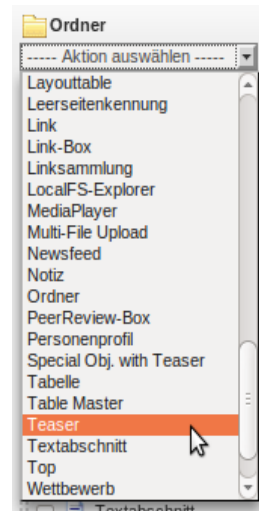 Ordner
----- Aktion auswählen -----
Layouttable
Leerseitenkennung
Link
Link-Box
Linksammlung
LocalFS-Explorer
MediaPlayer
Multi-File Upload
Newsfeed
Notiz
Ordner
PeerReview-Box
Personenprofil
Special Obj. with Teaser
Tabelle
Table Master
Teaser
Textabschnitt
Top
Wettbewerb
Textabschnitt